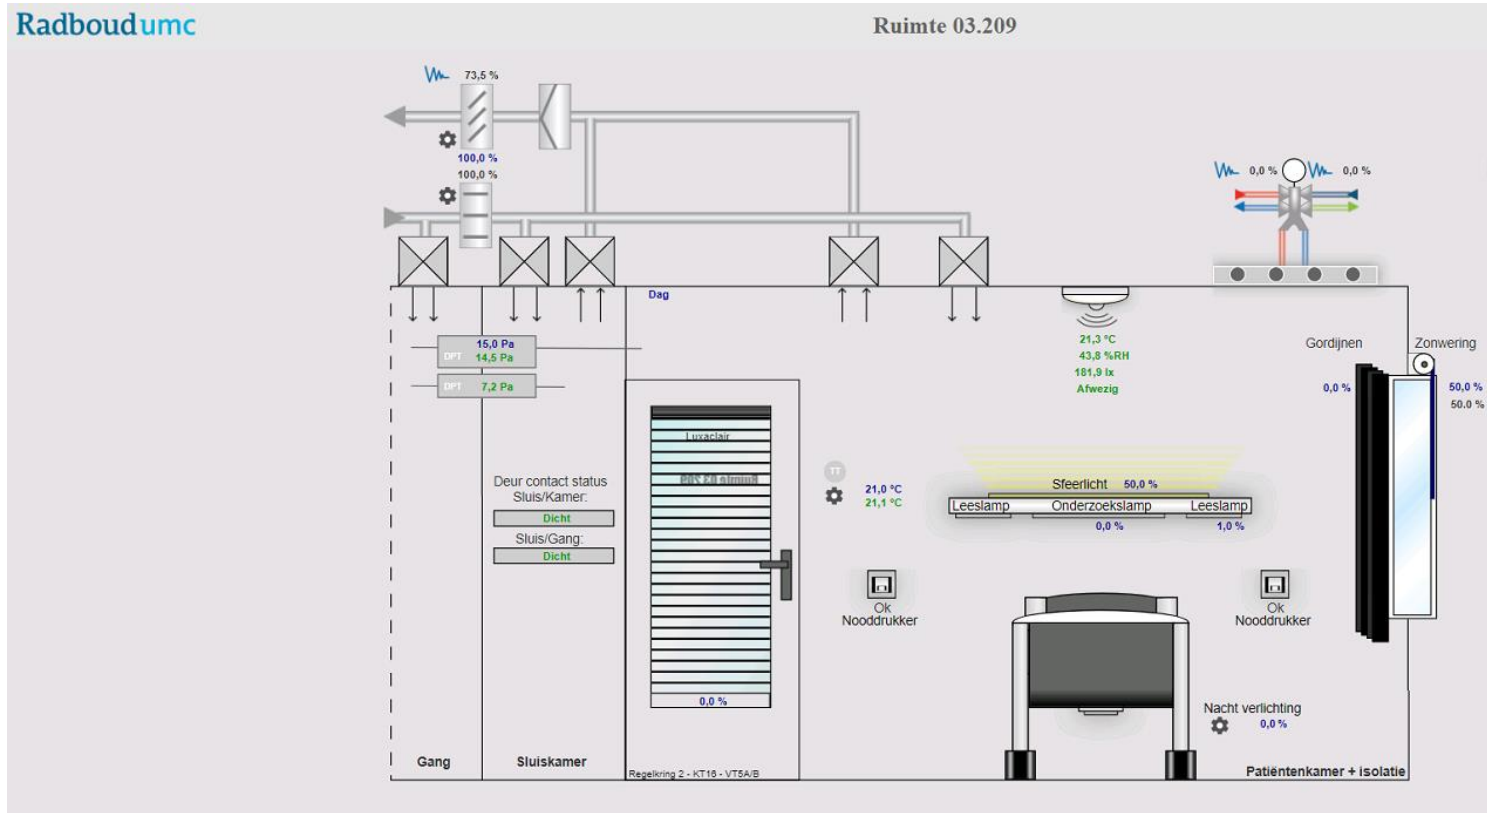 Radboudumc
Ruimte 03.209
73,5 %
100,0 %
100,0 %
0,0 %
0,0 %
Dag
15,0 Pa
DPT 14,5 Pa
DPT 7,2 Pa
21,3 °C
43,8 %RH
181,9 lx
Afwezig
Gordijnen
Zonwering
0,0 %
50,0 %
50.0 %
Luxaclair
Ruimte 03.209
TT
21,0 °C
21,1 °C
Sfeerlicht 50,0 %
Leeslamp Onderzoekslamp Leeslamp
0,0 %
1,0 %
Deur contact status
Sluis/Kamer:
Dicht
Sluis/Gang:
Dicht
Ok
Nooddrukker
Ok
Nooddrukker
0,0 %
Nacht verlichting
0,0 %
Gang
Sluiskamer
Regelkring 2 - KT16 - VT5A/B
Patiëntenkamer + isolatie